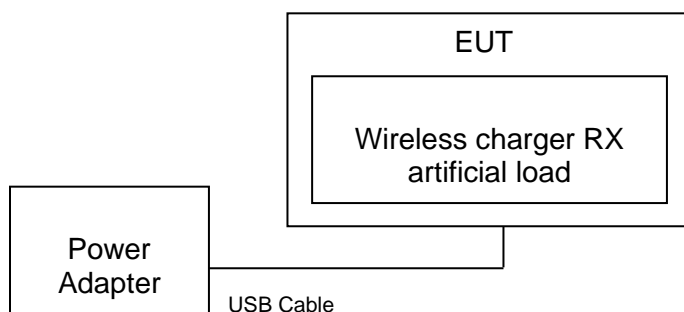 EUT
Wireless charger RX
artificial load
Power
Adapter
USB Cable